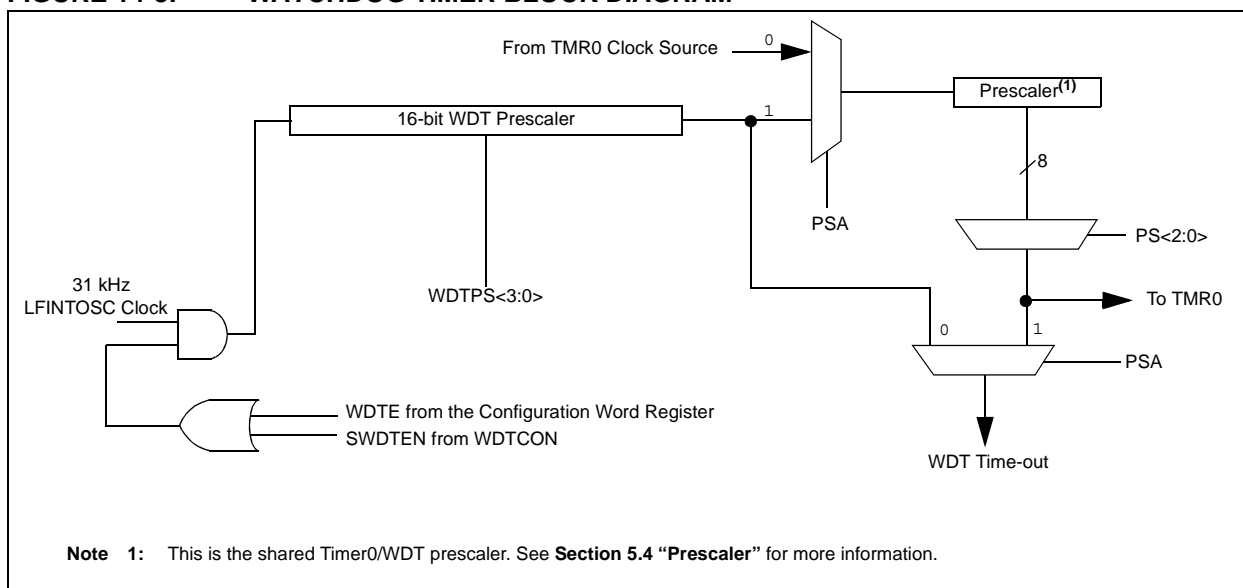 From TMR0 Clock Source
0
Prescaler(1)
16-bit WDT Prescaler
1
8
PSA
PS<2:0>
31 kHz
LFINTOSC Clock
WDTPS<3:0>
To TMR0
0
1
PSA
WDTE from the Configuration Word Register
SWDTEN from WDTCON
WDT Time-out
Note 1: This is the shared Timer0/WDT prescaler. See Section 5.4 “Prescaler” for more information.